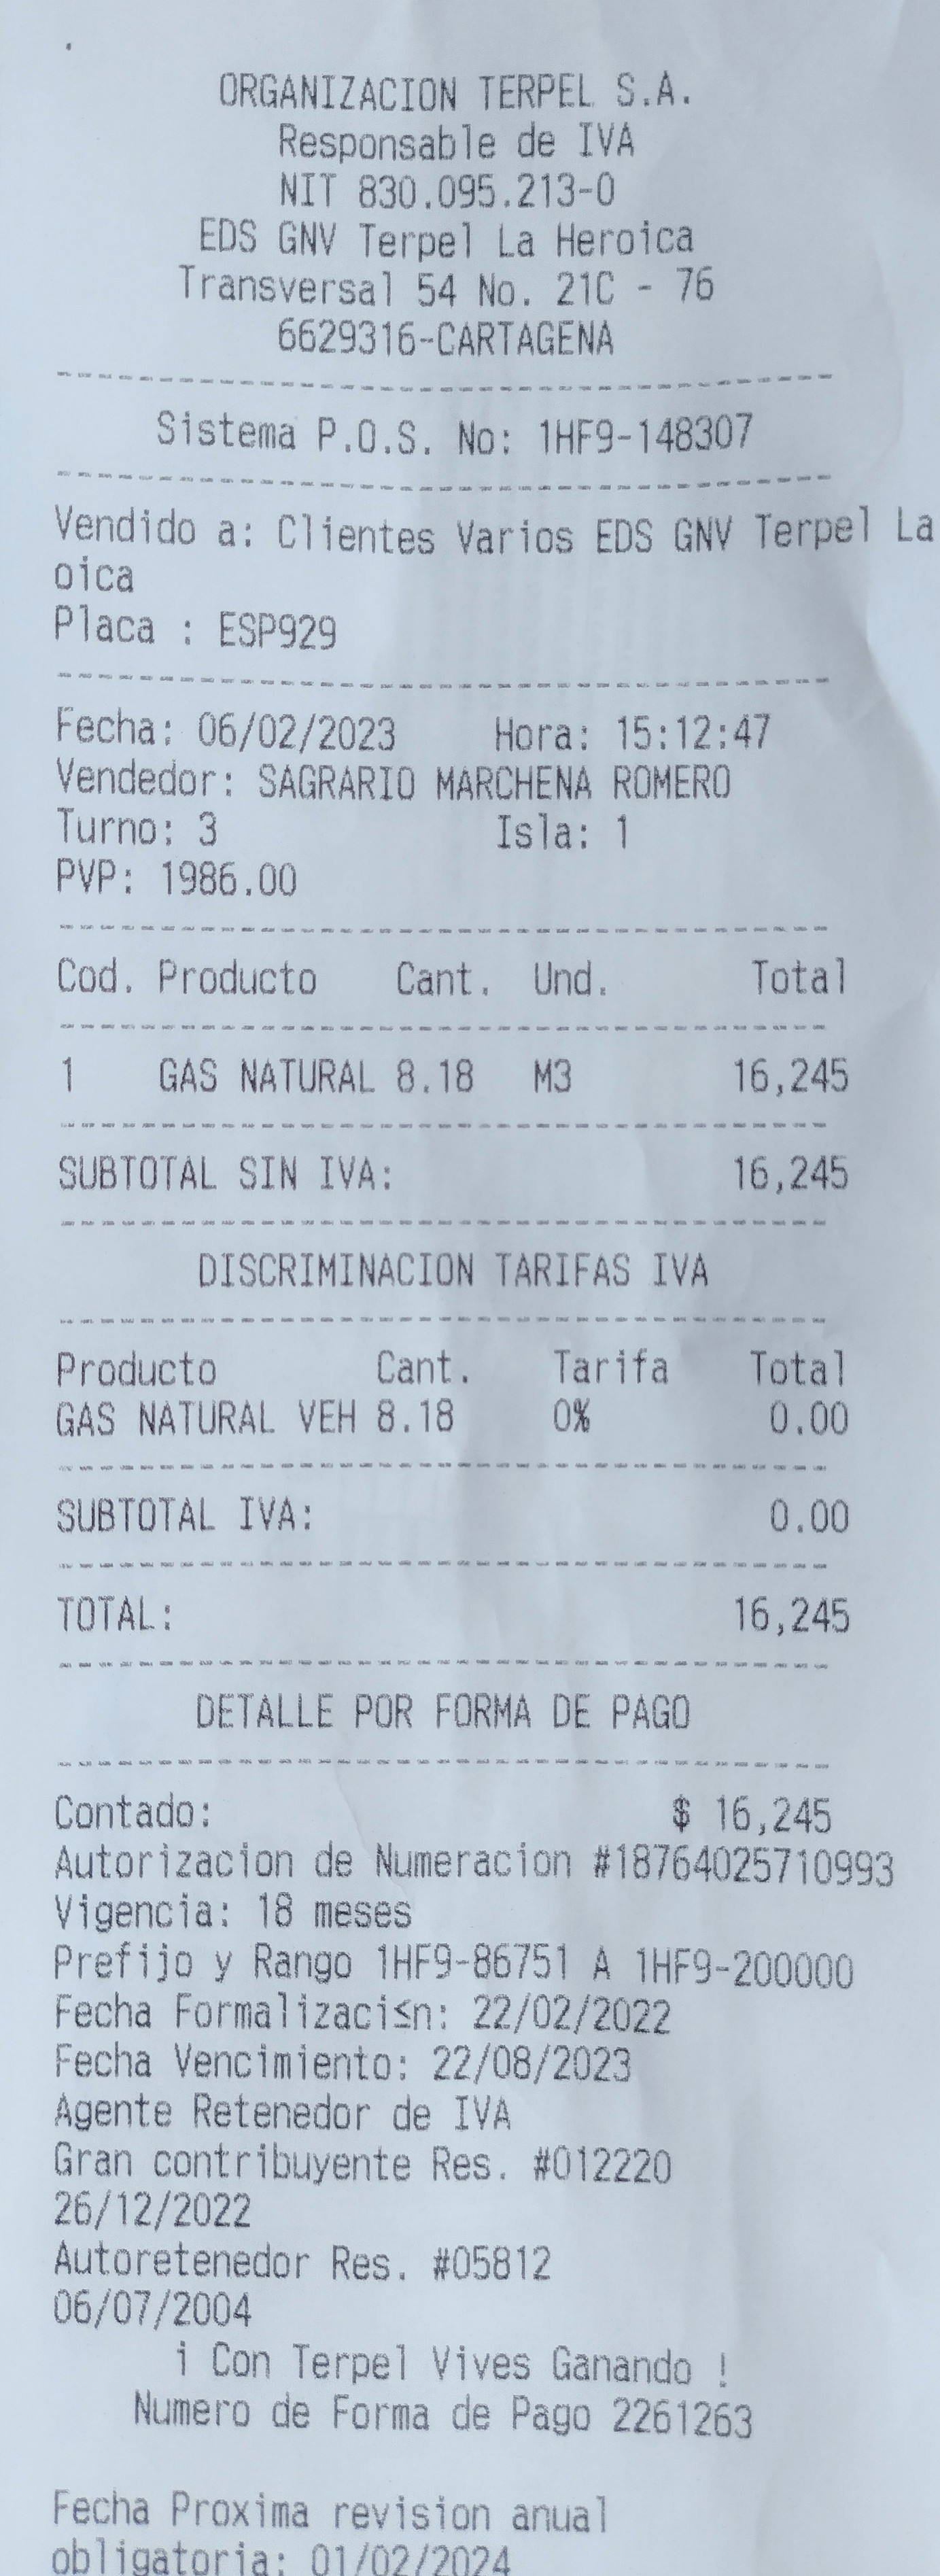 ORGANIZACION TERPEL S.A.
Responsable de IVA
NIT 830.095.213-0
EDS GNV Terpel La Heroica
Transversal 54 No. 21C - 76
6629316-CARTAGENA
Sistema P.O.S. No: 1HF9-148307
Vendido a: Clientes Varios EDS GNV Terpel La
oica
Placa : ESP929
Fecha: 06/02/2023 Hora: 15:12:47
Vendedor: SAGRARIO MARCHENA ROMERO
Turno: 3 Isla: 1
PVP: 1986.00
Cod. Producto Cant. Und. Total
1 GAS NATURAL 8.18 M3 16,245
SUBTOTAL SIN IVA: 16,245
DISCRIMINACION TARIFAS IVA
Producto Cant. Tarifa Total
GAS NATURAL VEH 8.18 0% 0.00
SUBTOTAL IVA: 0.00
TOTAL: 16,245
DETALLE POR FORMA DE PAGO
Contado: $ 16,245
Autorizacion de Numeracion #18764025710993
Vigencia: 18 meses
Prefijo y Rango 1HF9-86751 A 1HF9-200000
Fecha Formalizaci≤n: 22/02/2022
Fecha Vencimiento: 22/08/2023
Agente Retenedor de IVA
Gran contribuyente Res. #012220
26/12/2022
Autoretenedor Res. #05812
06/07/2004
¡ Con Terpel Vives Ganando !
Numero de Forma de Pago 2261263
Fecha Proxima revision anual
obligatoria: 01/02/2024